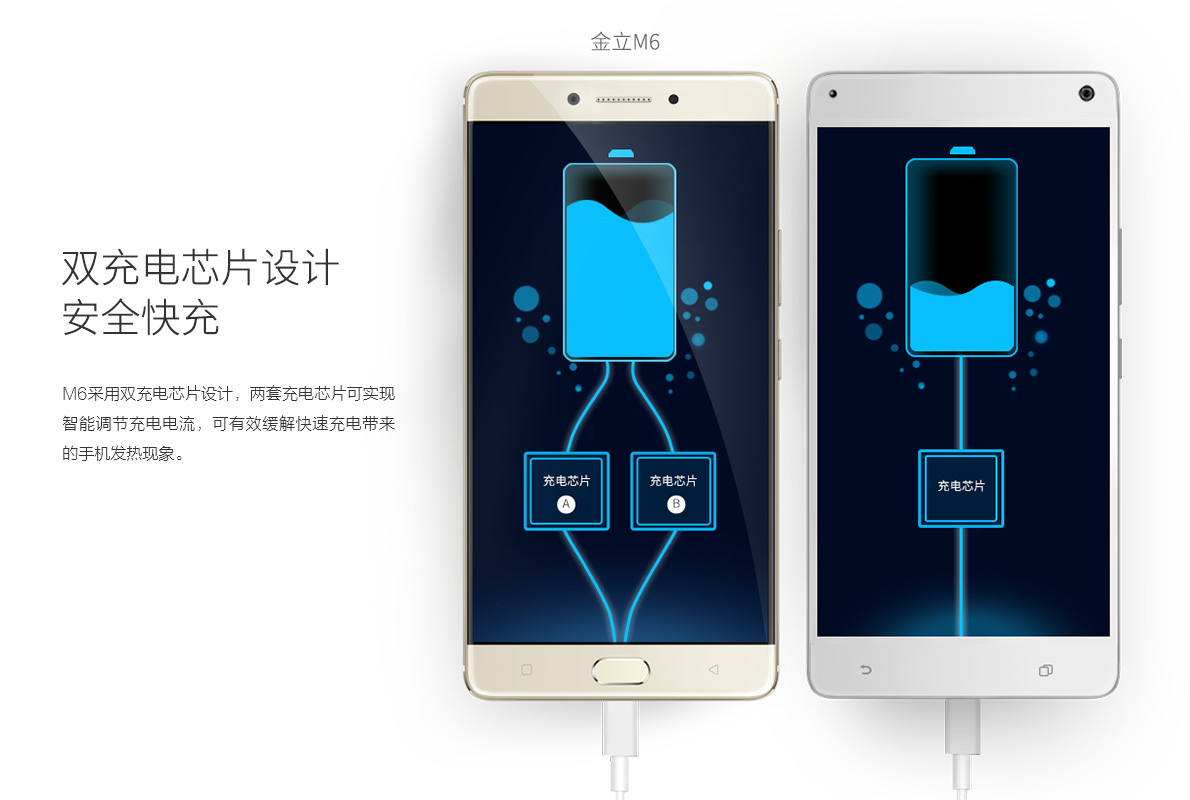 金立M6
双充电芯片设计
安全快充
M6采用双充电芯片设计，两套充电芯片可实现
智能调节充电电流，可有效缓解快速充电带来
的手机发热现象。
充电芯片
A
充电芯片
B
充电芯片